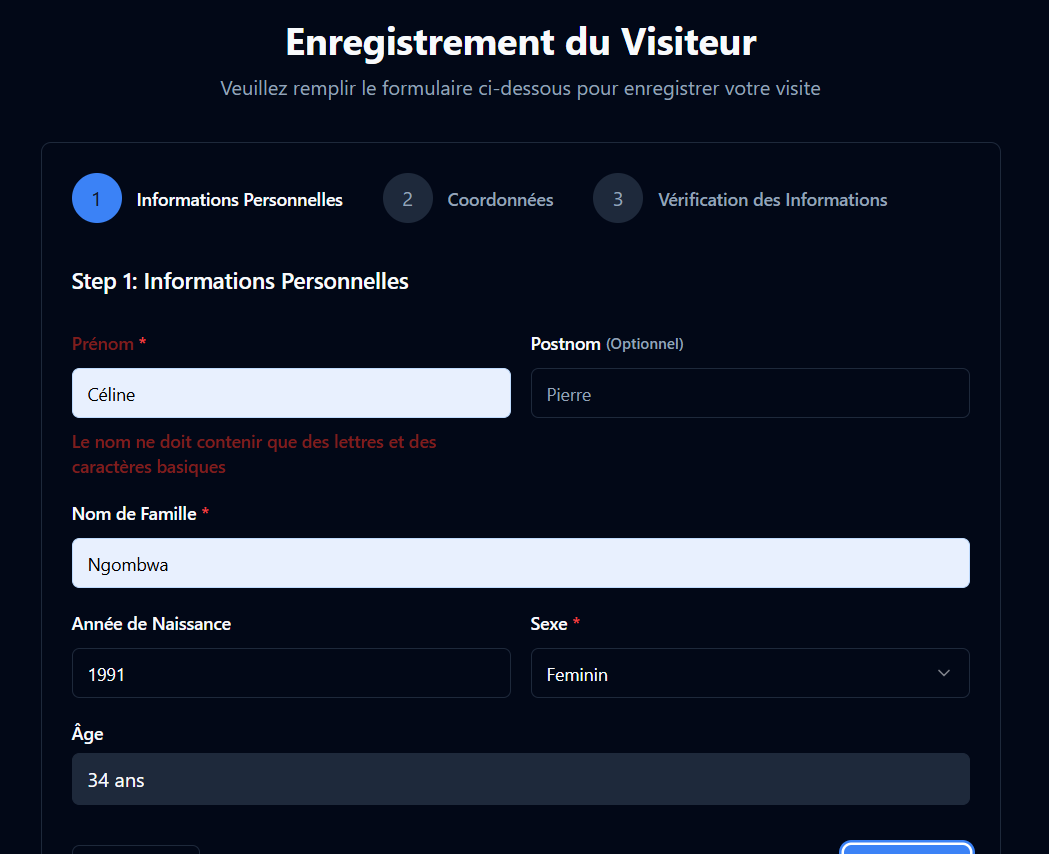 Enregistrement du Visiteur
Veuillez remplir le formulaire ci-dessous pour enregistrer votre visite
1 Informations Personnelles 2 Coordonnées 3 Vérification des Informations
Step 1: Informations Personnelles
Prénom * Postnom (Optionnel)
Céline Pierre
Le nom ne doit contenir que des lettres et des
caractères basiques
Nom de Famille *
Ngombwa
Année de Naissance Sexe *
1991 Feminin
Âge
34 ans